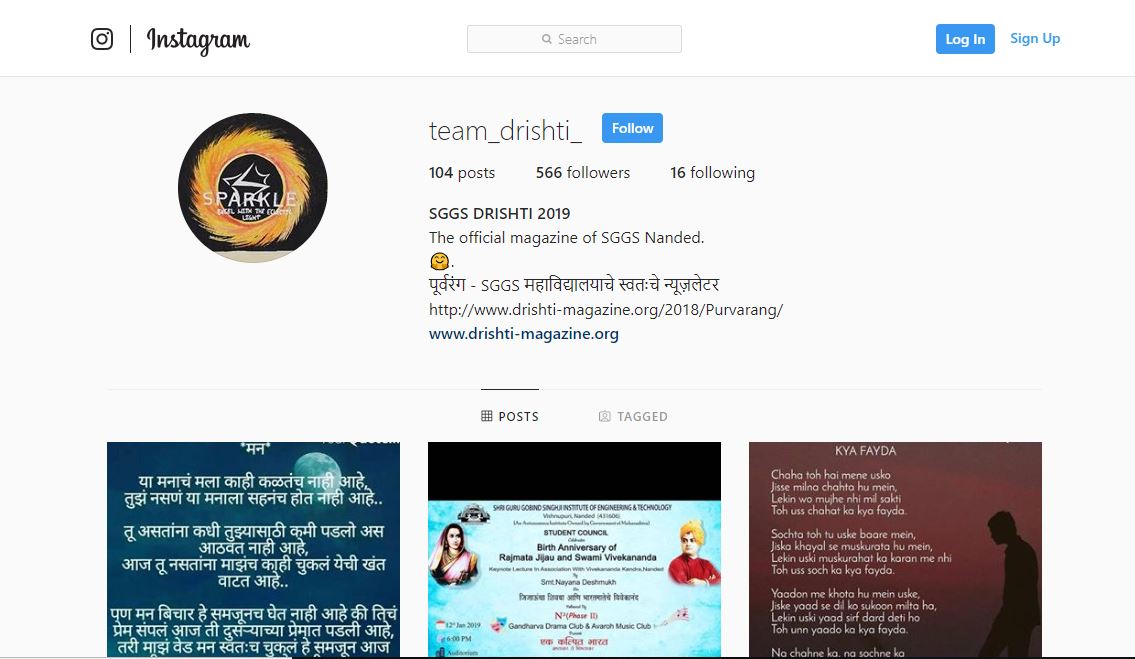 Instagram
Search
Log In
Sign Up
SPARKLE
team_drishti_
Follow
104 posts
566 followers
16 following
SGGS DRISHTI 2019
The official magazine of SGGS Nanded.
🤗.
पूर्वरंग - SGGS महाविद्यालयाचे स्वतःचे न्यूज़लेटर
http://www.drishti-magazine.org/2018/Purvarang/
www.drishti-magazine.org
POSTS
TAGGED
*मन*
या मनाचं मला काही कळतंच नाही आहे,
तुझं नसणं या मनाला सहनंच होत नाही आहे..
तू असतांना कधी तुझ्यासाठी कमी पडलो अस
आठवत नाही आहे,
आज तू नसतांना माझंच काही चुकलं येची खंत
वाटत आहे..
पण मन बिचार हे समजूनच घेत नाही आहे की तिचं
प्रेम संपलं आज ती दुसऱ्याच्या प्रेमात पडली आहे,
तरी माझं वेड मन स्वतःच चुकलं हे समजून आज
SHRI GURU GOBIND SINGHJI INSTITUTE OF ENGINEERING & TECHNOLOGY
Vishnupuri, Nanded (431606)
(An Autonomous Institute Owned by Government of Maharashtra)
STUDENT COUNCIL
Celebrates
Birth Anniversary of
Rajmata Jijau and Swami Vivekananda
Keynote Lecture In Association With Vivekananda Kendra,Nanded
By
Smt.Nayana Deshmukh
On
जिजाऊंचा शिवबा आणि भारतमातेचे विवेकानंद
Followed By
N²(Phase II)
12th Jan 2019
Gandharva Drama Club & Avaroh Music Club
6:00 PM
Present
एक कल्पित भारत
Auditorium
KYA FAYDA
Chaha toh hai mene usko
Jisse milna chahta hu mein,
Lekin wo mujhe nhi mil sakti
Toh uss chahat ka kya fayda.
Sochta toh tu uske baare mein,
Jiska khayal se muskurata hu mein,
Lekin uski muskurahat ka karan me nhi
Toh uss soch ka kya fayda.
Yaadon me khota hu mein uske,
Jiske yaad se dil ko sukoon milta ha,
Lekin uski yaad sirf dard deti ho
Toh unn yaado ka kya fayda.
Na chahne ka, na sochne ka